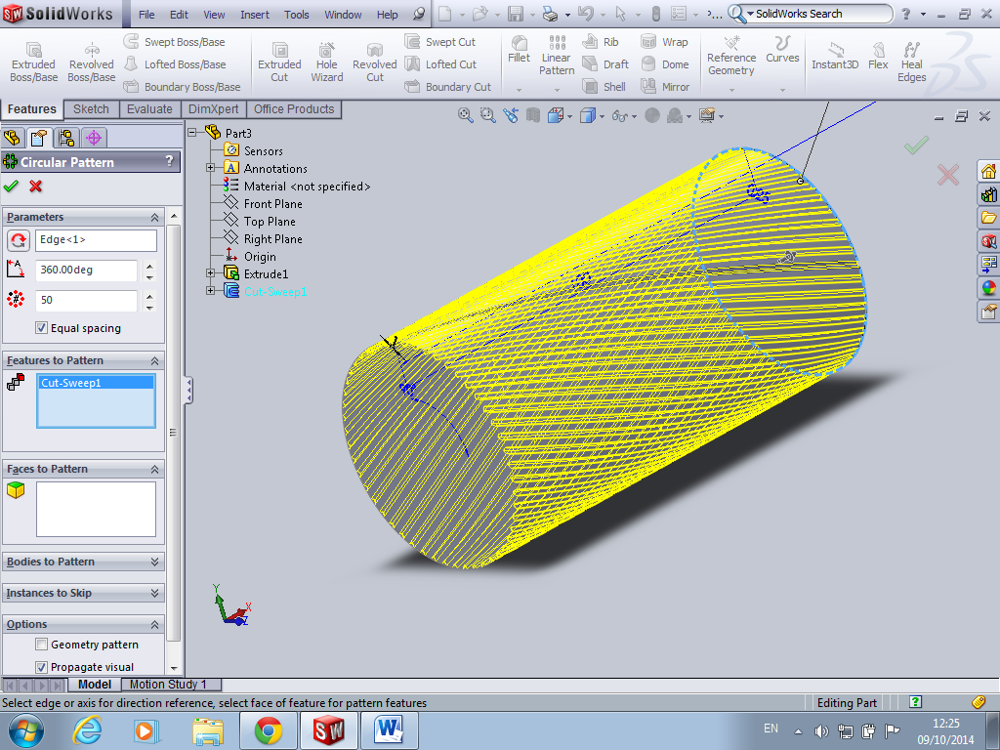 SolidWorks File Edit View Insert Tools Window Help SolidWorks Search ?
Extruded Boss/Base
Revolved Boss/Base
Swept Boss/Base
Lofted Boss/Base
Boundary Boss/Base
Extruded Cut
Hole Wizard
Revolved Cut
Swept Cut
Lofted Cut
Boundary Cut
Fillet
Linear Pattern
Rib
Draft
Shell
Wrap
Dome
Mirror
Reference Geometry
Curves
Instant3D
Flex
Heal Edges
Features Sketch Evaluate DimXpert Office Products
Circular Pattern ?
Parameters
Edge<1>
360.00deg
50
Equal spacing
Features to Pattern
Cut-Sweep1
Faces to Pattern
Bodies to Pattern
Instances to Skip
Options
Geometry pattern
Propagate visual
Part3
Sensors
Annotations
Material <not specified>
Front Plane
Top Plane
Right Plane
Origin
Extrude1
Cut-Sweep1
Y
X
Z
Model Motion Study 1
Select edge or axis for direction reference, select face of feature for pattern features
Editing Part ?
EN
12:25
09/10/2014